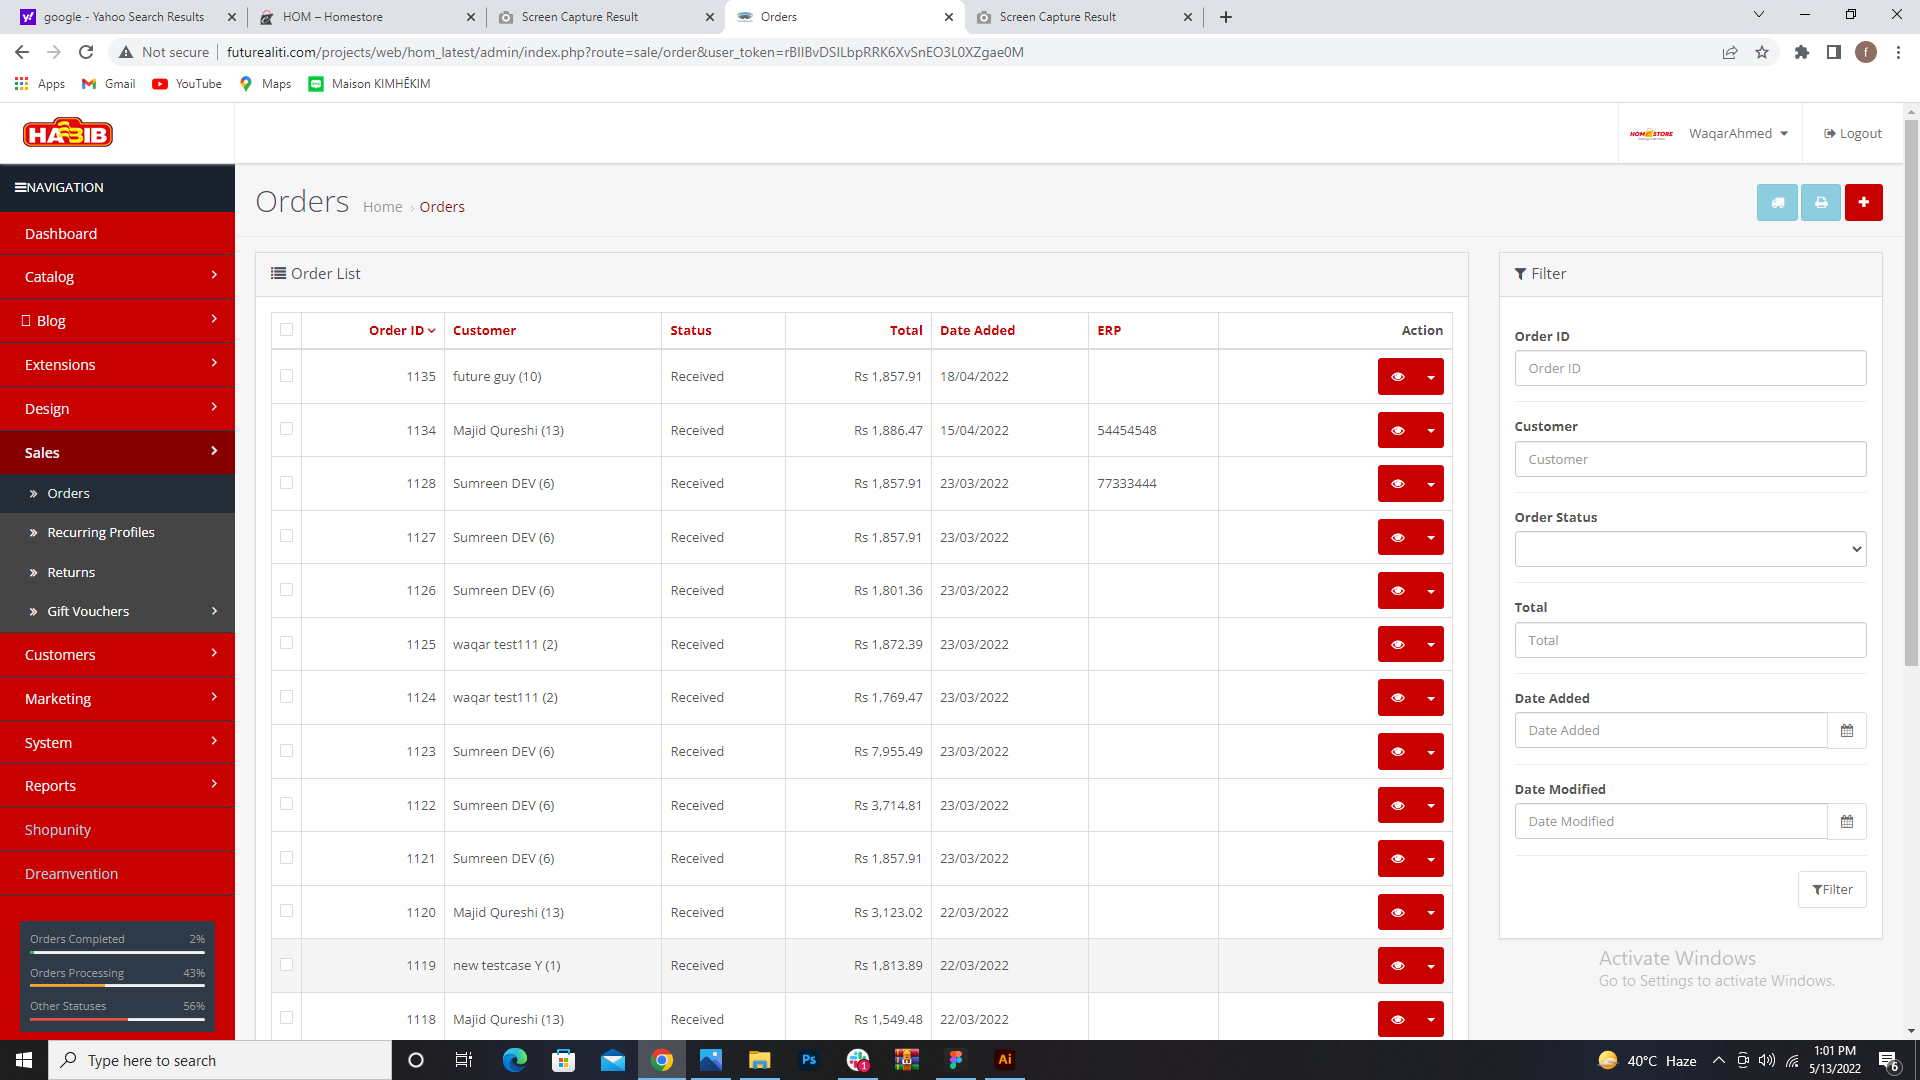 google - Yahoo Search Results
HOM – Homestore
Screen Capture Result
Orders
Screen Capture Result
Not secure
futurealiti.com/projects/web/hom_latest/admin/index.php?route=sale/order&user_token=rBIIBvDSILbpRRK6XvSnEO3L0XZgae0M
f
Apps
Gmail
YouTube
Maps
Maison KIMHĒKIM
HABIB
HOME STORE
WaqarAhmed
Logout
NAVIGATION
Dashboard
Catalog
Blog
Extensions
Design
Sales
Orders
Recurring Profiles
Returns
Gift Vouchers
Customers
Marketing
System
Reports
Shopunity
Dreamvention
Orders Completed 2%
Orders Processing 43%
Other Statuses 56%
Orders Home › Orders
Order List
Order ID Customer Status Total Date Added ERP Action
1135 future guy (10) Received Rs 1,857.91 18/04/2022
1134 Majid Qureshi (13) Received Rs 1,886.47 15/04/2022 54454548
1128 Sumreen DEV (6) Received Rs 1,857.91 23/03/2022 77333444
1127 Sumreen DEV (6) Received Rs 1,857.91 23/03/2022
1126 Sumreen DEV (6) Received Rs 1,801.36 23/03/2022
1125 waqar test111 (2) Received Rs 1,872.39 23/03/2022
1124 waqar test111 (2) Received Rs 1,769.47 23/03/2022
1123 Sumreen DEV (6) Received Rs 7,955.49 23/03/2022
1122 Sumreen DEV (6) Received Rs 3,714.81 23/03/2022
1121 Sumreen DEV (6) Received Rs 1,857.91 23/03/2022
1120 Majid Qureshi (13) Received Rs 3,123.02 22/03/2022
1119 new testcase Y (1) Received Rs 1,813.89 22/03/2022
1118 Majid Qureshi (13) Received Rs 1,549.48 22/03/2022
Filter
Order ID
Order ID
Customer
Customer
Order Status
Total
Total
Date Added
Date Added
Date Modified
Date Modified
Filter
Activate Windows
Go to Settings to activate Windows.
Type here to search
Ps
1
Ai
40°C Haze
1:01 PM
5/13/2022
6